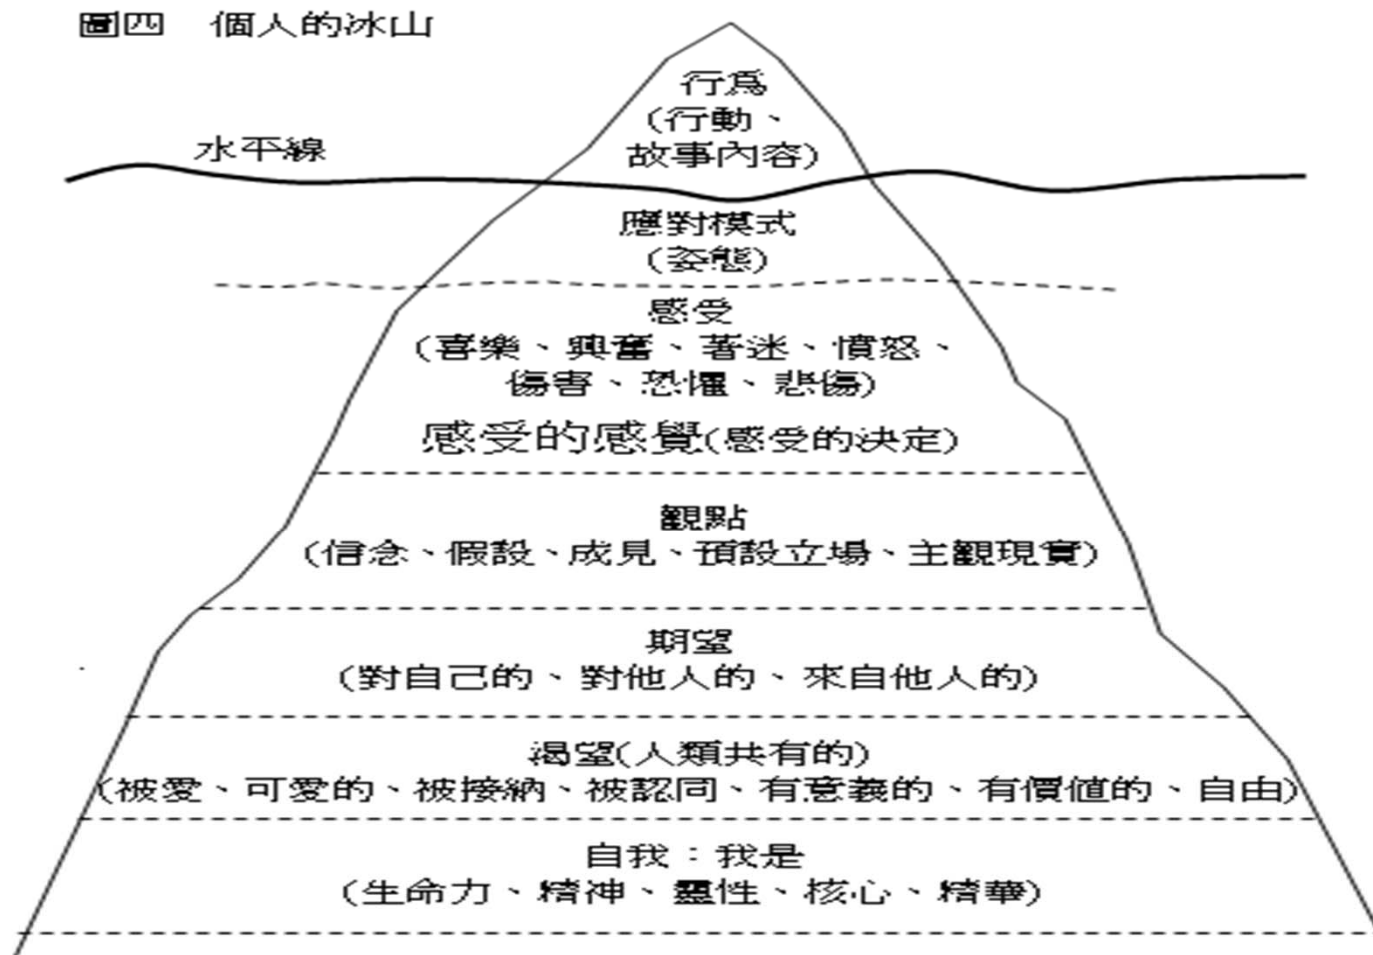 圖四　個人的冰山
行為
(行動、
故事內容)
水平線
應對模式
(姿態)
感受
(喜樂、興奮、著迷、憤怒、
傷害、恐懼、悲傷)
感受的感覺(感受的決定)
觀點
(信念、假設、成見、預設立場、主觀現實)
期望
(對自己的、對他人的、來自他人的)
渴望(人類共有的)
(被愛、可愛的、被接納、被認同、有意義的、有價值的、自由)
自我：我是
(生命力、精神、靈性、核心、精華)